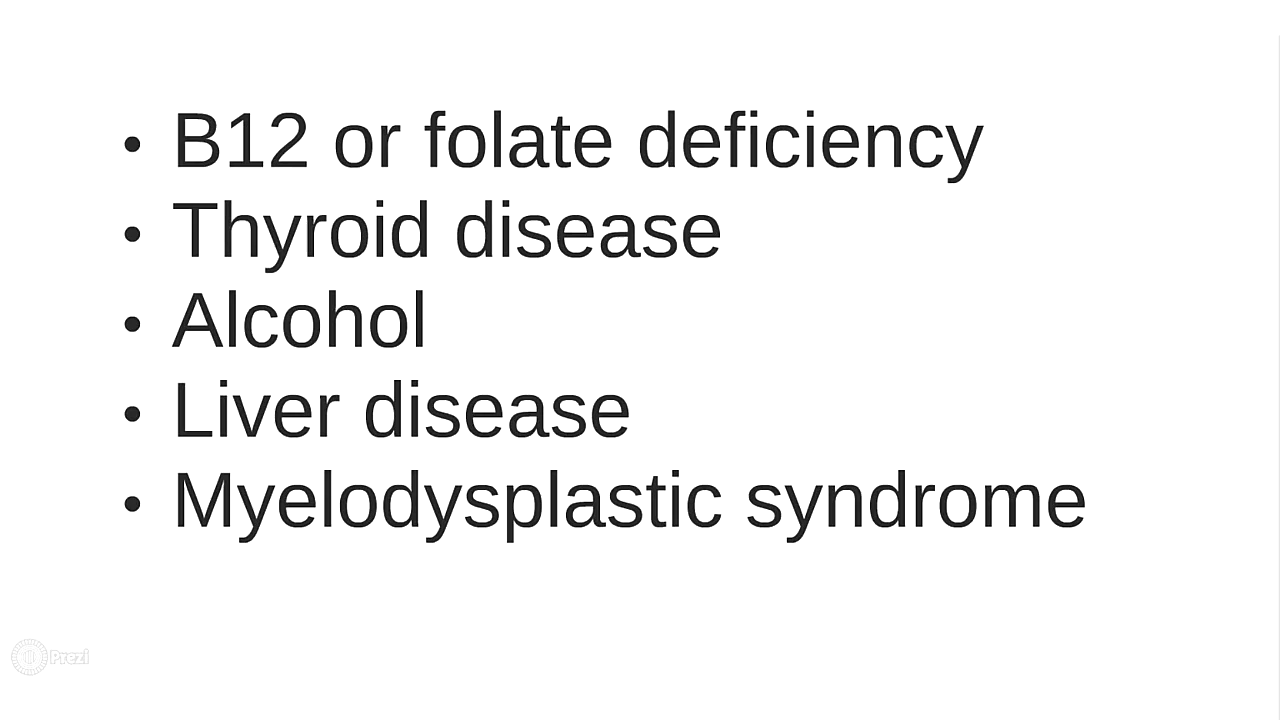 • B12 or folate deficiency
• Thyroid disease
• Alcohol
• Liver disease
• Myelodysplastic syndrome
Prezi